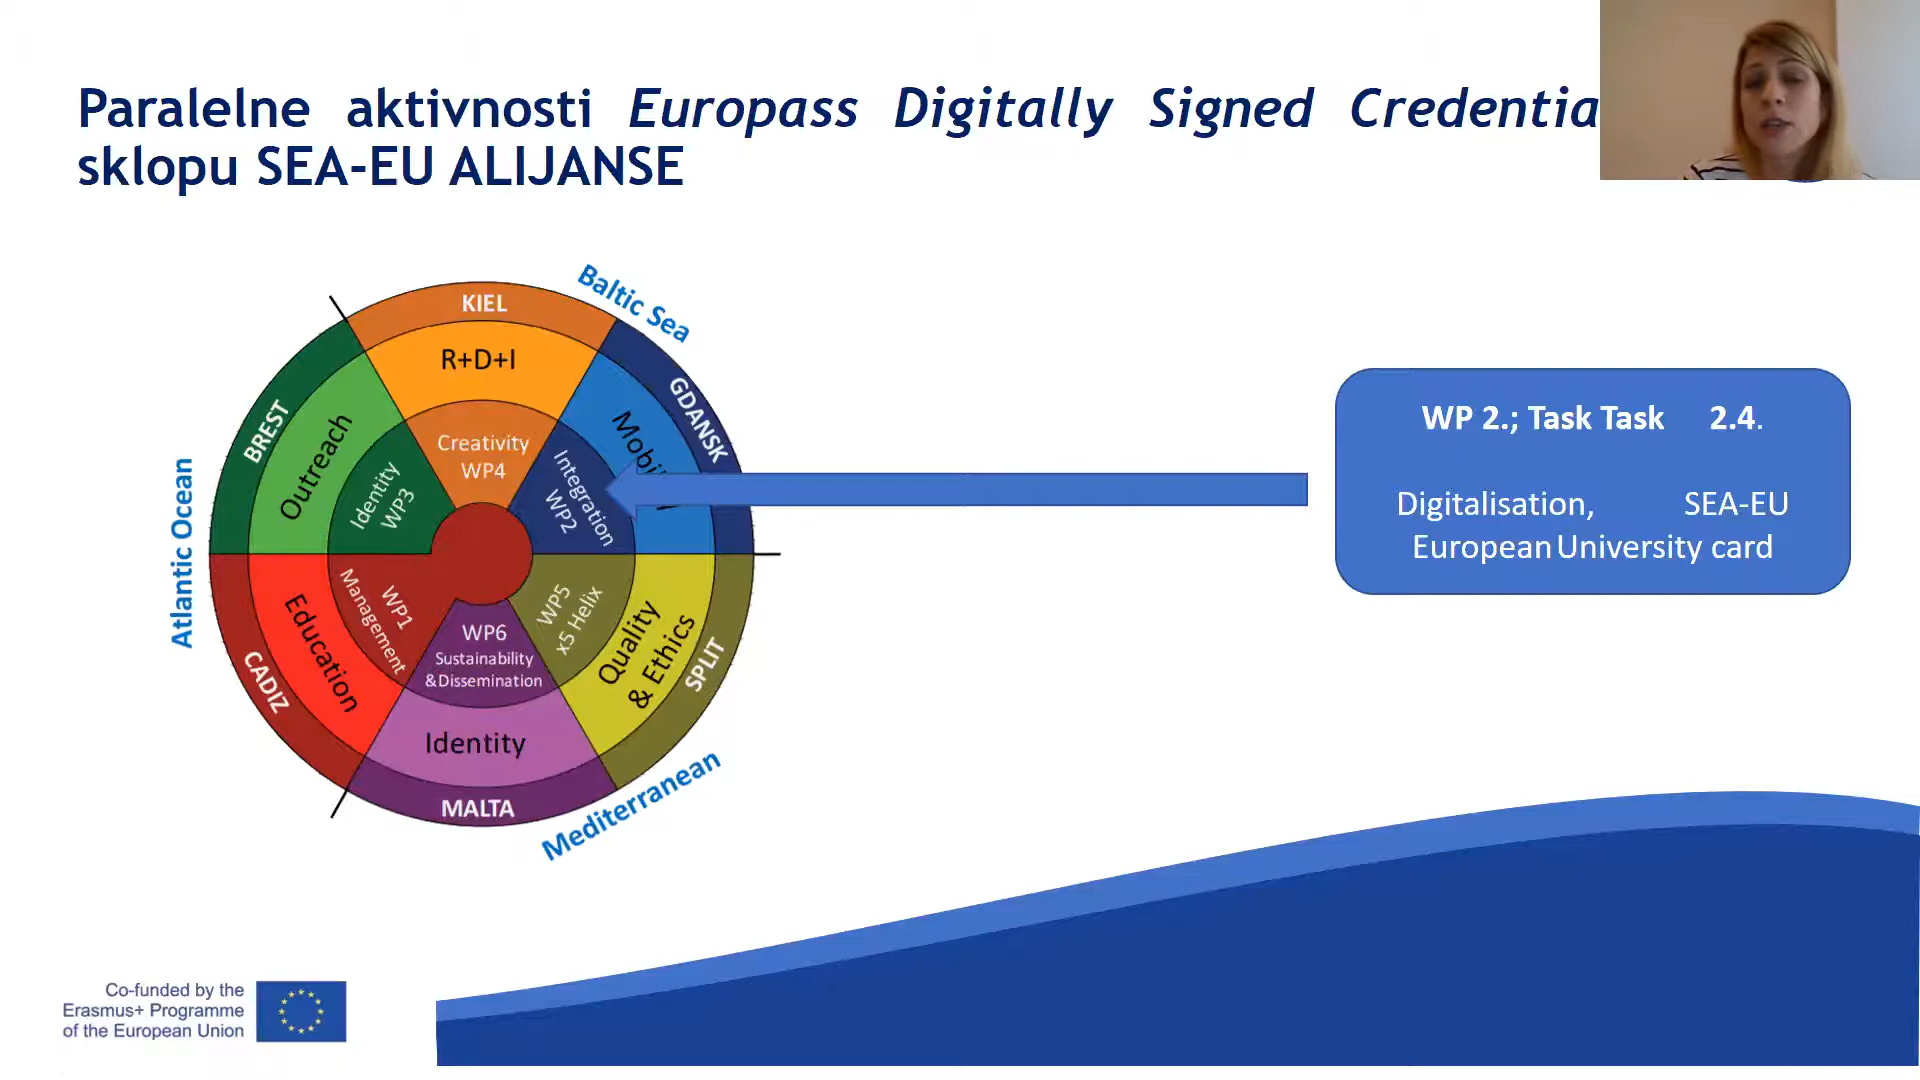 Paralelne aktivnosti Europass Digitally Signed Credentia
sklopu SEA-EU ALIJANSE
Baltic Sea
KIEL
R+D+I
Creativity
WP4
GDANSK
Integration
WP2
BREST
Outreach
Identity
WP3
Atlantic Ocean
CADIZ
Education
WP1
Management
WP6
Sustainability
&Dissemination
Identity
MALTA
WP5
x5 Helix
Quality
& Ethics
SPLIT
Mediterranean
WP 2.; Task Task 2.4.
Digitalisation, SEA-EU
European University card
Co-funded by the
Erasmus+ Programme
of the European Union